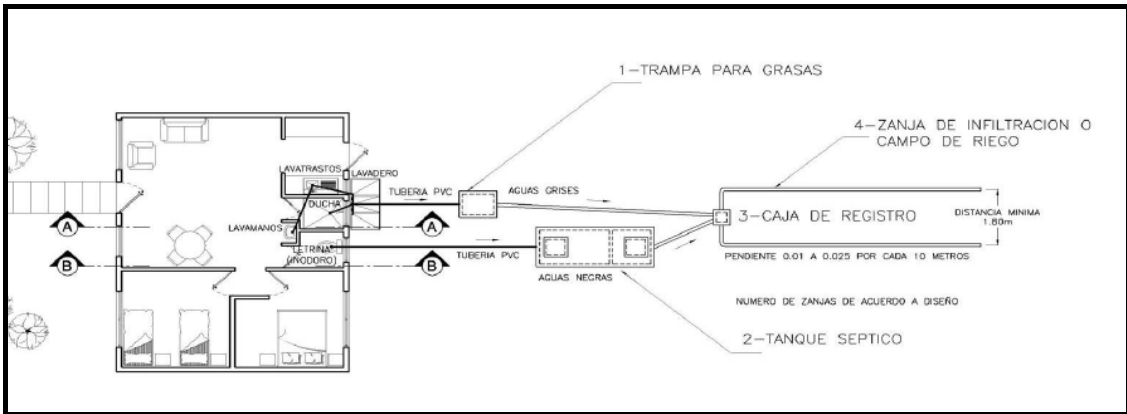 1-TRAMPA PARA GRASAS
4-ZANJA DE INFILTRACION O
CAMPO DE RIEGO
LAVATRASTOS
LAVADERO
TUBERIA PVC
AGUAS GRISES
DUCHA
3-CAJA DE REGISTRO
DISTANCIA MINIMA
1.80m
A
A
LAVAMANOS
LETRINA
(INODORO)
B
B
TUBERIA PVC
PENDIENTE 0.01 A 0.025 POR CADA 10 METROS
AGUAS NEGRAS
NUMERO DE ZANJAS DE ACUERDO A DISEÑO
2-TANQUE SEPTICO